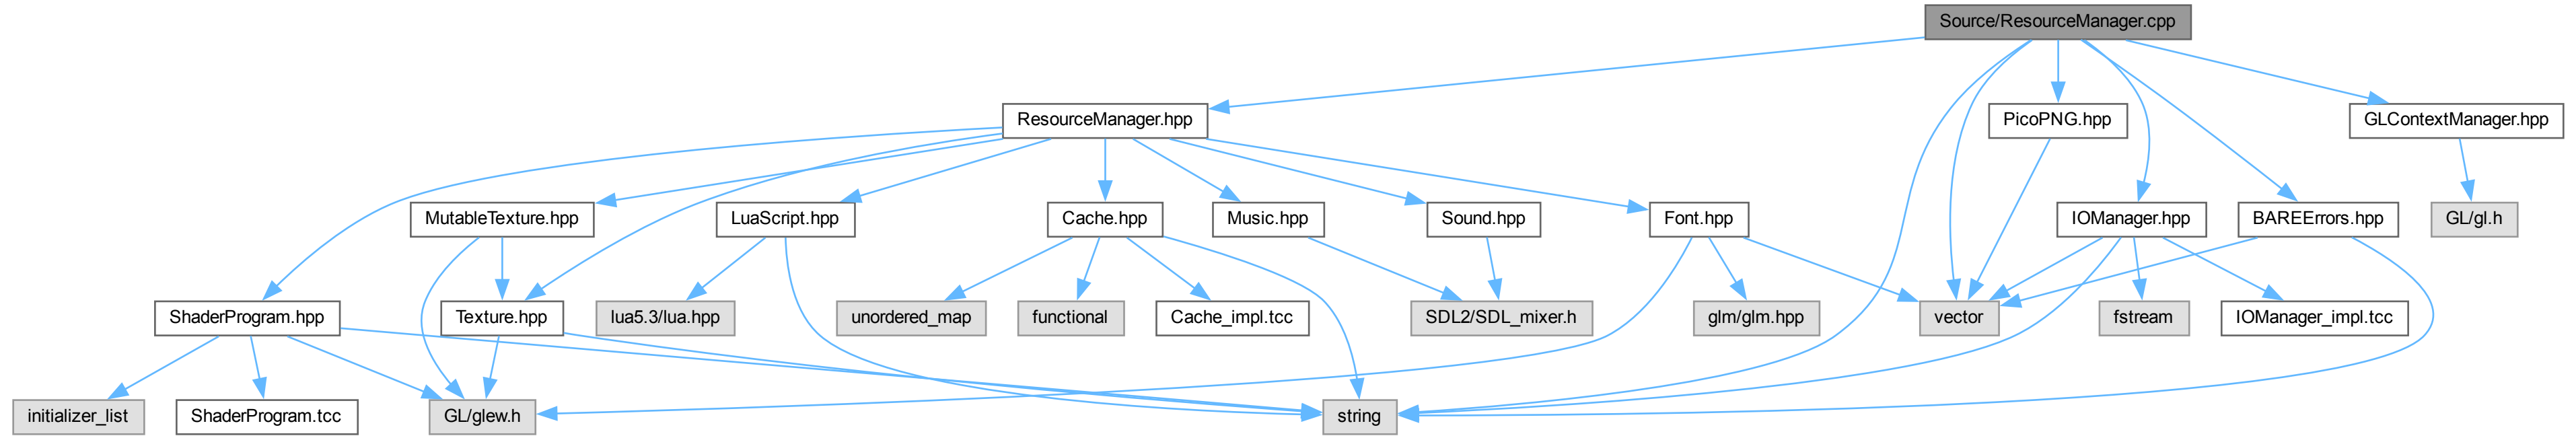 Source/ResourceManager.cpp
ResourceManager.hpp
PicoPNG.hpp
GLContextManager.hpp
MutableTexture.hpp
LuaScript.hpp
Cache.hpp
Music.hpp
Sound.hpp
Font.hpp
IOManager.hpp
BAREErrors.hpp
GL/gl.h
ShaderProgram.hpp
Texture.hpp
lua5.3/lua.hpp
unordered_map
functional
Cache_impl.tcc
SDL2/SDL_mixer.h
glm/glm.hpp
vector
fstream
IOManager_impl.tcc
initializer_list
ShaderProgram.tcc
GL/glew.h
string